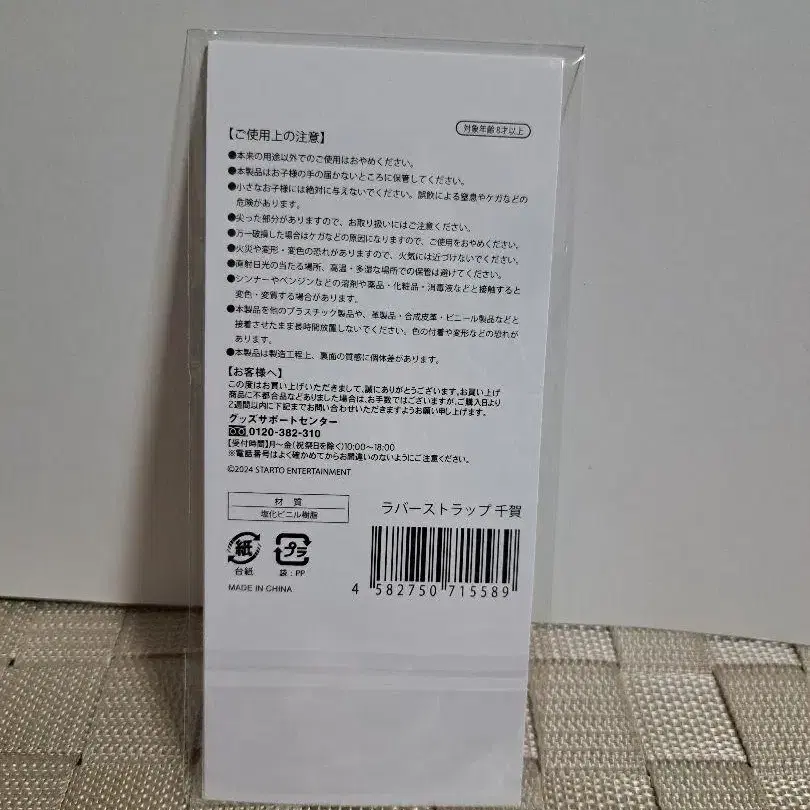 対象年齢8才以上
【ご使用上の注意】
●本来の用途以外でのご使用はおやめください。
●本製品はお子様の手の届かないところに保管してください。
●小さなお子様には絶対に与えないでください。誤飲による窒息やケガなどの
危険があります。
●尖った部分がありますので、お取り扱いにはご注意ください。
●万一破損した場合はケガなどの原因になりますので、ご使用をおやめください。
●火災や変形・変色の恐れがありますので、火気には近づけないでください。
●直射日光の当たる場所、高温・多湿な場所での保管は避けてください。
●シンナーやベンジンなどの溶剤や薬品・化粧品・消毒液などと接触すると
変色・変質する場合があります。
●本製品を他のプラスチック製品や、革製品・合成皮革・ビニール製品などと
接着させたまま長時間放置しないでください。色の付着や変形などの恐れが
あります。
●本製品は製造工程上、裏面の質感に個体差があります。
【お客様へ】
この度はお買い上げいただきまして、誠にありがとうございます。お買い上げ
商品に不都合品などありました場合は、お手数ではございますが、ご購入日より
2週間以内に下記までお問い合わせいただきますようお願い申し上げます。
グッズサポートセンター
0120-382-310
【受付時間】月〜金(祝祭日を除く)10:00〜18:00
※電話番号はよく確かめてからお間違いのないようにご注意ください。
©2024 STARTO ENTERTAINMENT
材 質
塩化ビニル樹脂
ラバーストラップ 千賀
紙
プラ
台紙
袋:PP
MADE IN CHINA
4 582750 715589